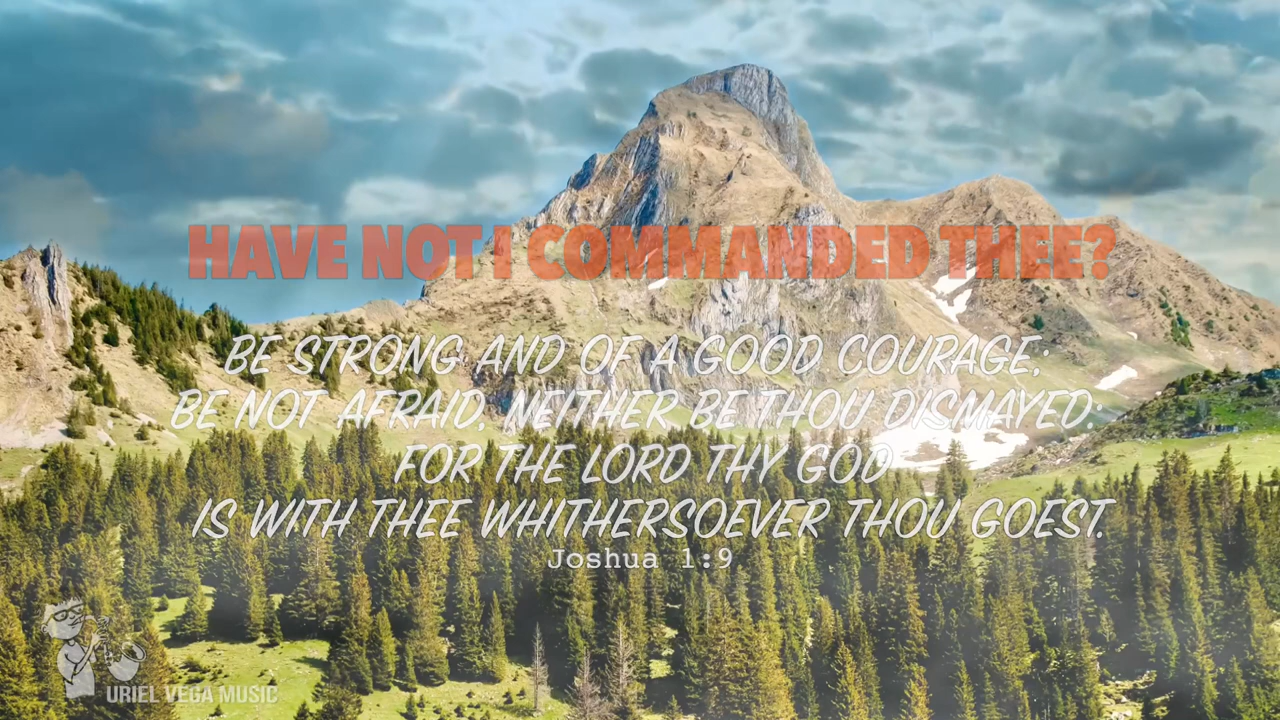 HAVE NOT I COMMANDED THEE?
BE STRONG AND OF A GOOD COURAGE;
BE NOT AFRAID, NEITHER BE THOU DISMAYED:
FOR THE LORD THY GOD
IS WITH THEE WHITHERSOEVER THOU GOEST.
Joshua 1:9
URIEL VEGA MUSIC